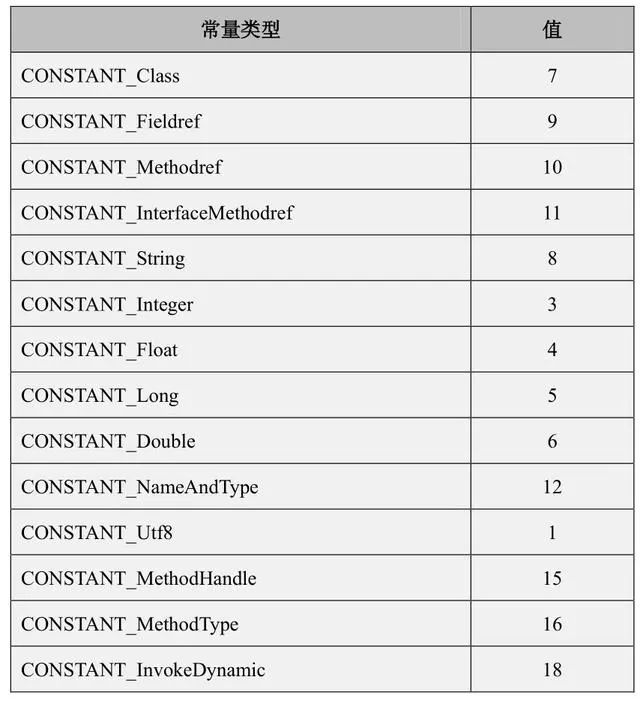 常量类型 值
CONSTANT_Class 7
CONSTANT_Fieldref 9
CONSTANT_Methodref 10
CONSTANT_InterfaceMethodref 11
CONSTANT_String 8
CONSTANT_Integer 3
CONSTANT_Float 4
CONSTANT_Long 5
CONSTANT_Double 6
CONSTANT_NameAndType 12
CONSTANT_Utf8 1
CONSTANT_MethodHandle 15
CONSTANT_MethodType 16
CONSTANT_InvokeDynamic 18